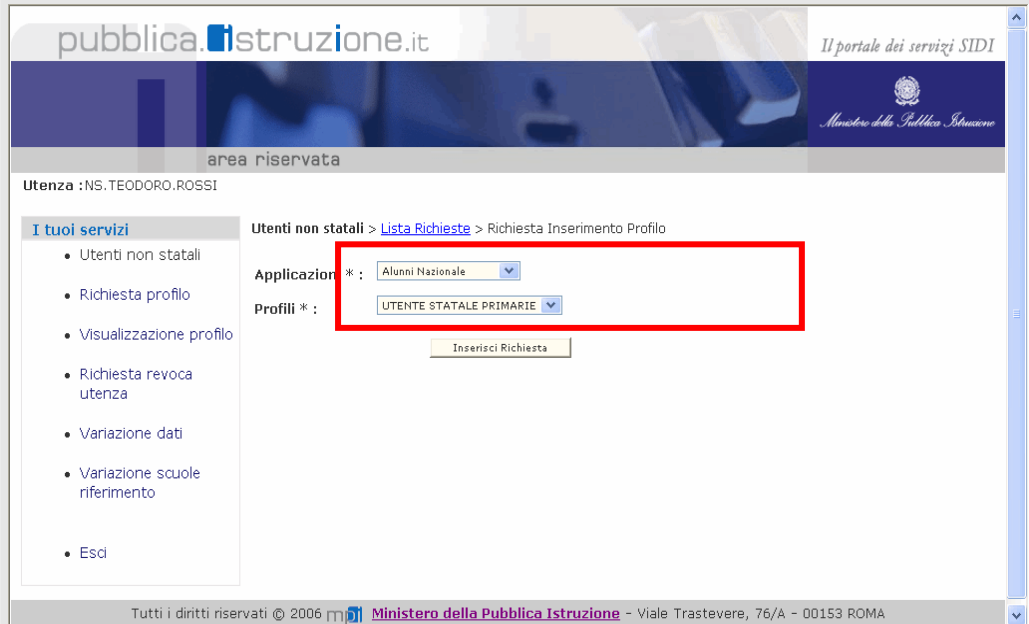 pubblica.istruzione.it
Il portale dei servizi SIDI
Ministero della Pubblica Istruzione
area riservata
Utenza :NS.TEODORO.ROSSI
I tuoi servizi
Utenti non statali
Richiesta profilo
Visualizzazione profilo
Richiesta revoca
utenza
Variazione dati
Variazione scuole
riferimento
Esci
Utenti non statali > Lista Richieste > Richiesta Inserimento Profilo
Applicazion * : Alunni Nazionale
Profili * : UTENTE STATALE PRIMARIE
Inserisci Richiesta
Tutti i diritti riservati © 2006 mpi Ministero della Pubblica Istruzione - Viale Trastevere, 76/A - 00153 ROMA